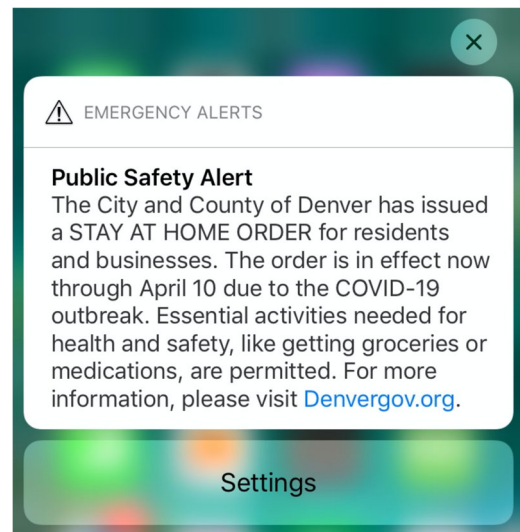 EMERGENCY ALERTS
Public Safety Alert
The City and County of Denver has issued
a STAY AT HOME ORDER for residents
and businesses. The order is in effect now
through April 10 due to the COVID-19
outbreak. Essential activities needed for
health and safety, like getting groceries or
medications, are permitted. For more
information, please visit Denvergov.org.
Settings